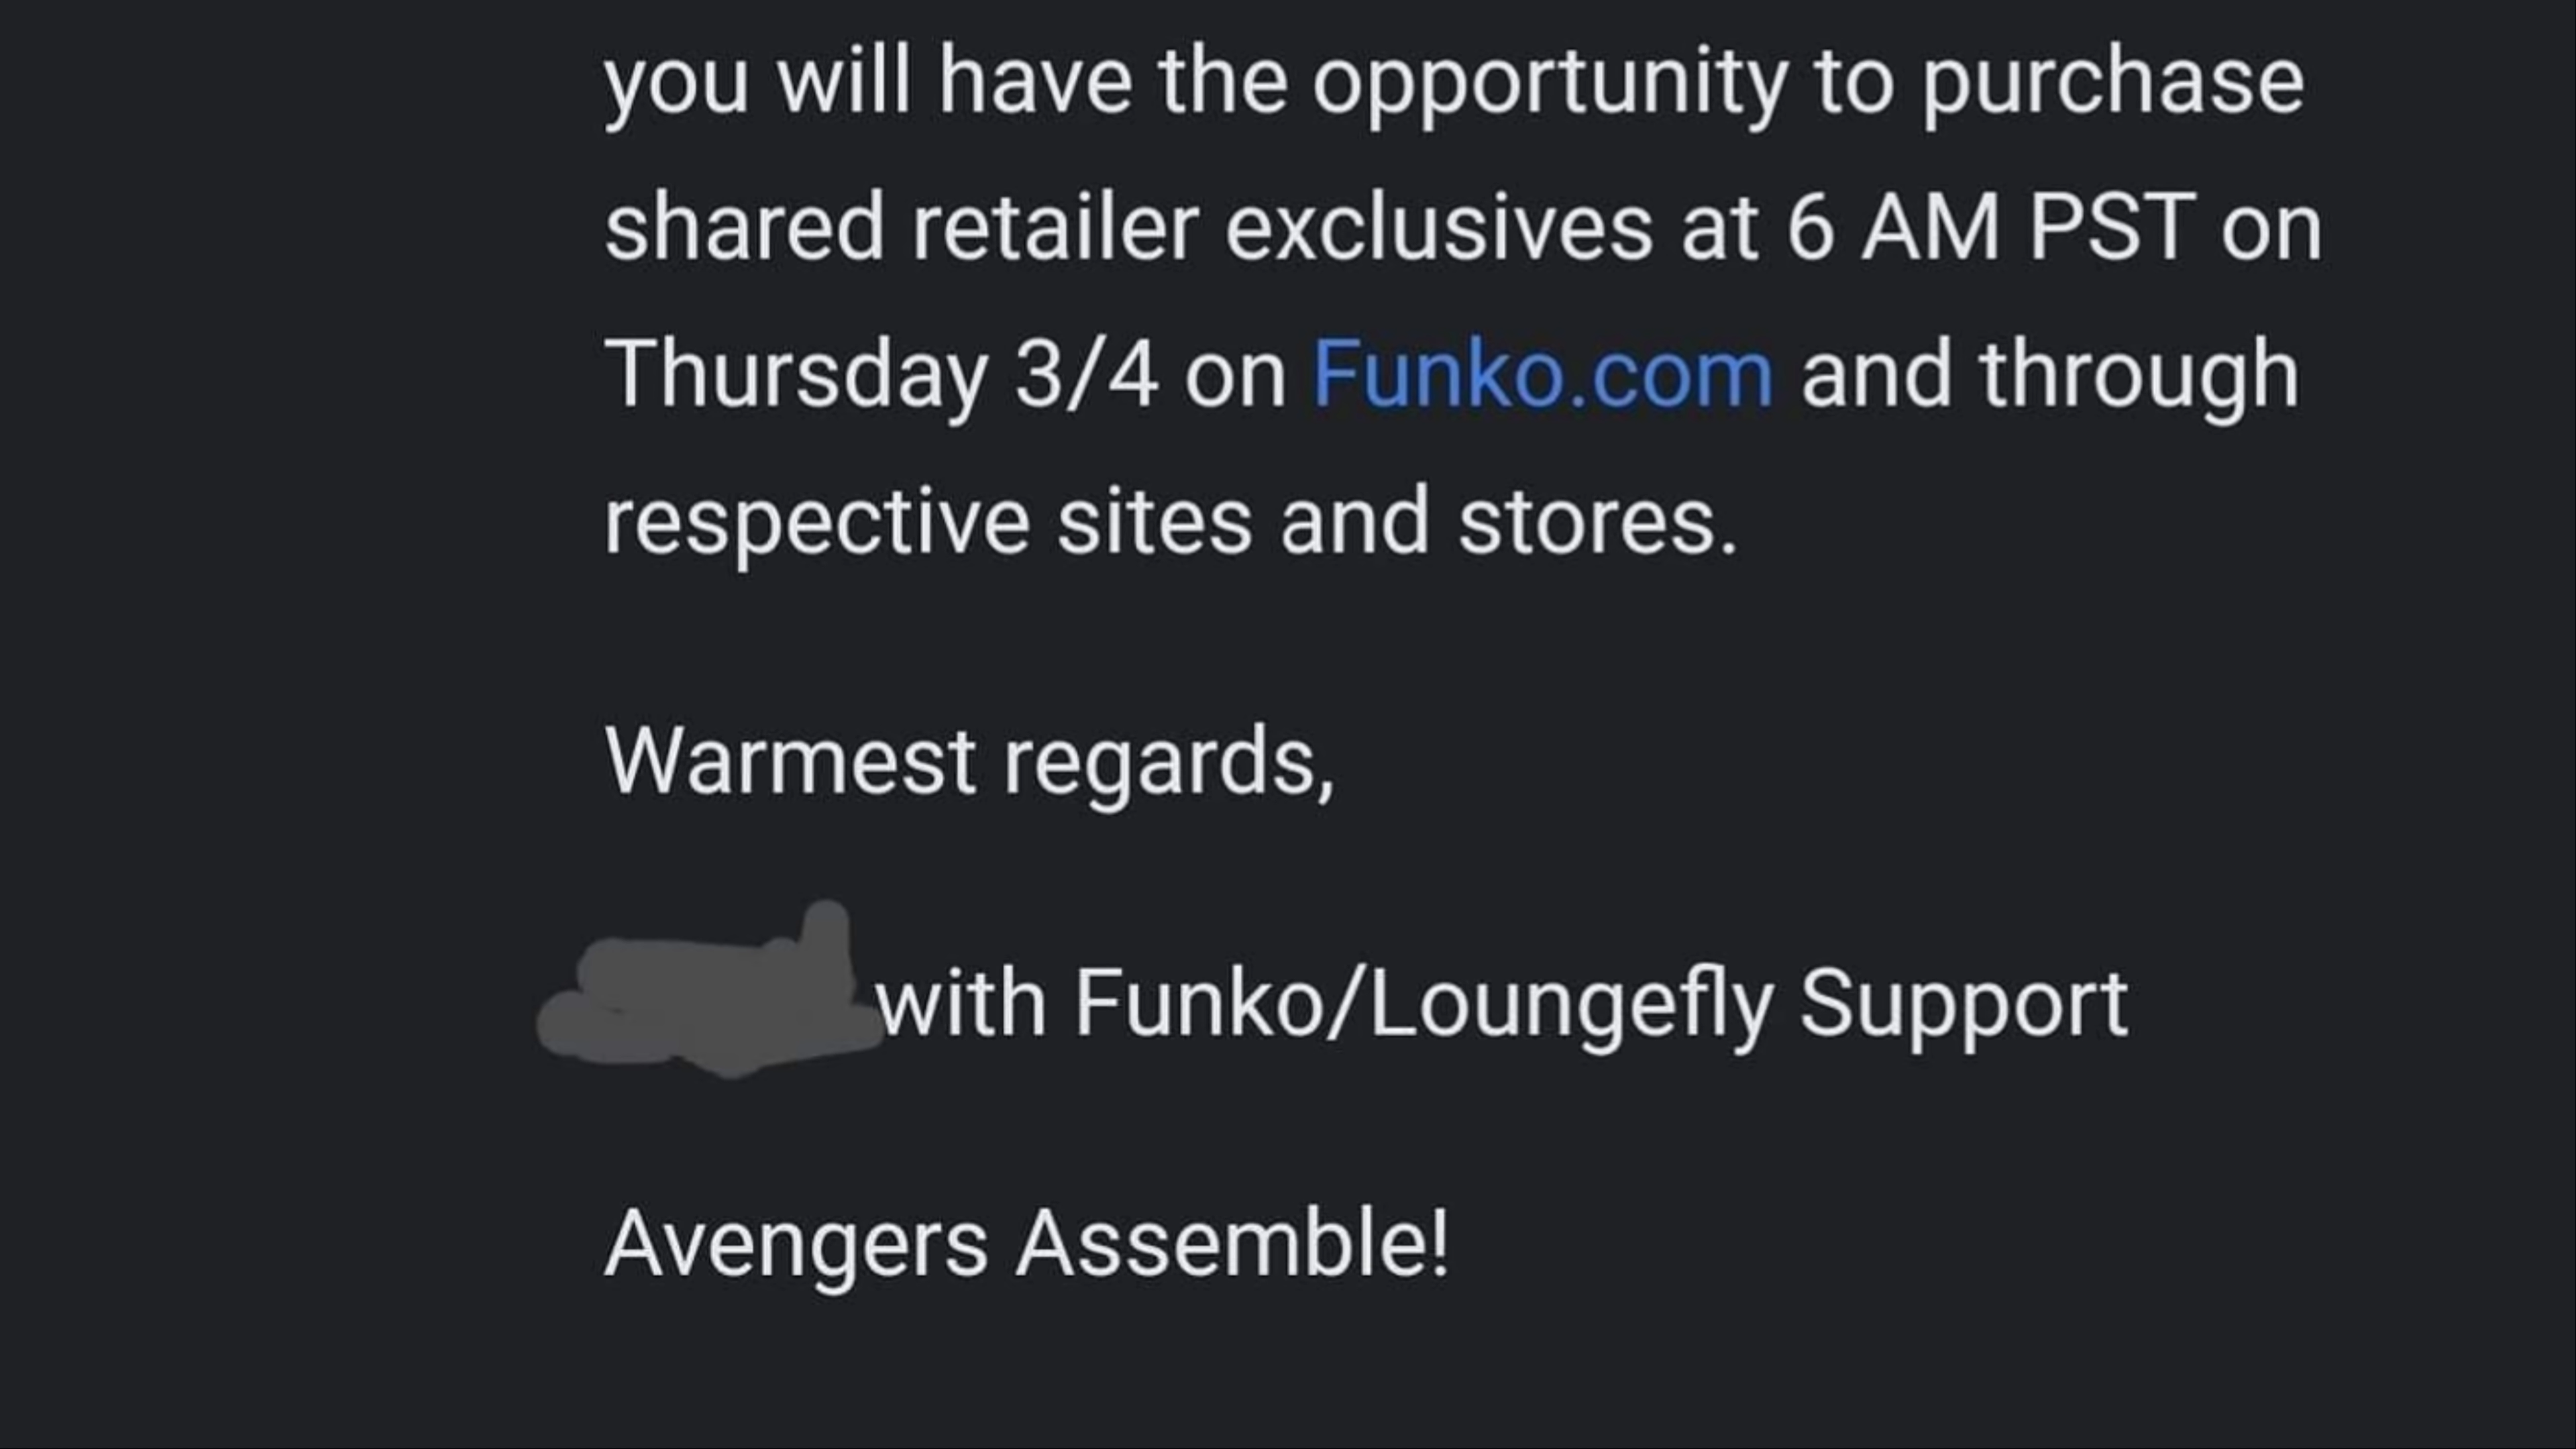 you will have the opportunity to purchase
shared retailer exclusives at 6 AM PST on
Thursday 3/4 on Funko.com and through
respective sites and stores.
Warmest regards,
with Funko/Loungefly Support
Avengers Assemble!